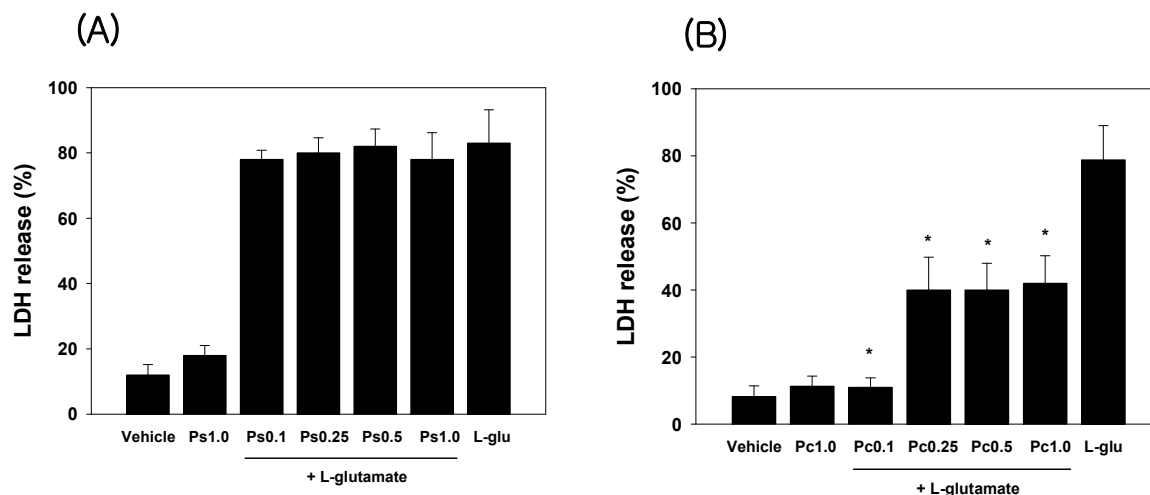 (A)
LDH release (%)
100
80
60
40
20
0
Vehicle Ps1.0 Ps0.1 Ps0.25 Ps0.5 Ps1.0 L-glu
+ L-glutamate
(B)
LDH release (%)
100
80
60
40
20
0
* * * *
Vehicle Pc1.0 Pc0.1 Pc0.25 Pc0.5 Pc1.0 L-glu
+ L-glutamate